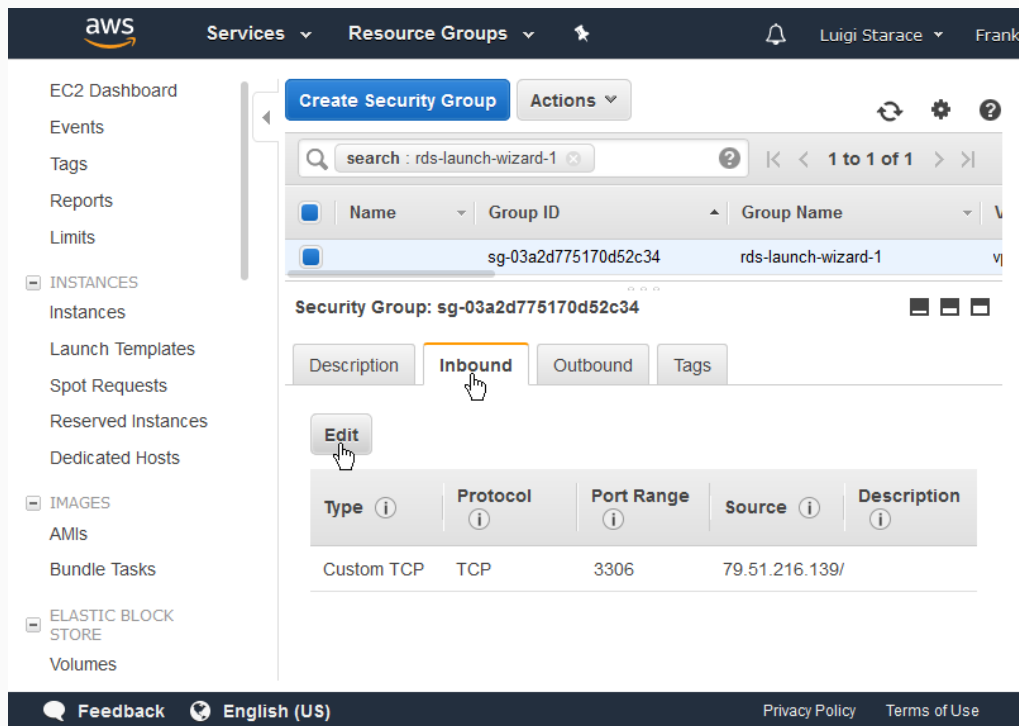 aws Services Resource Groups Luigi Starace Frank
EC2 Dashboard
Events
Tags
Reports
Limits
INSTANCES
Instances
Launch Templates
Spot Requests
Reserved Instances
Dedicated Hosts
IMAGES
AMIs
Bundle Tasks
ELASTIC BLOCK
STORE
Volumes
Create Security Group Actions
search : rds-launch-wizard-1 1 to 1 of 1
Name Group ID Group Name
sg-03a2d775170d52c34 rds-launch-wizard-1
Security Group: sg-03a2d775170d52c34
Description Inbound Outbound Tags
Edit
Type Protocol Port Range Source Description
Custom TCP TCP 3306 79.51.216.139/
Feedback English (US) Privacy Policy Terms of Use